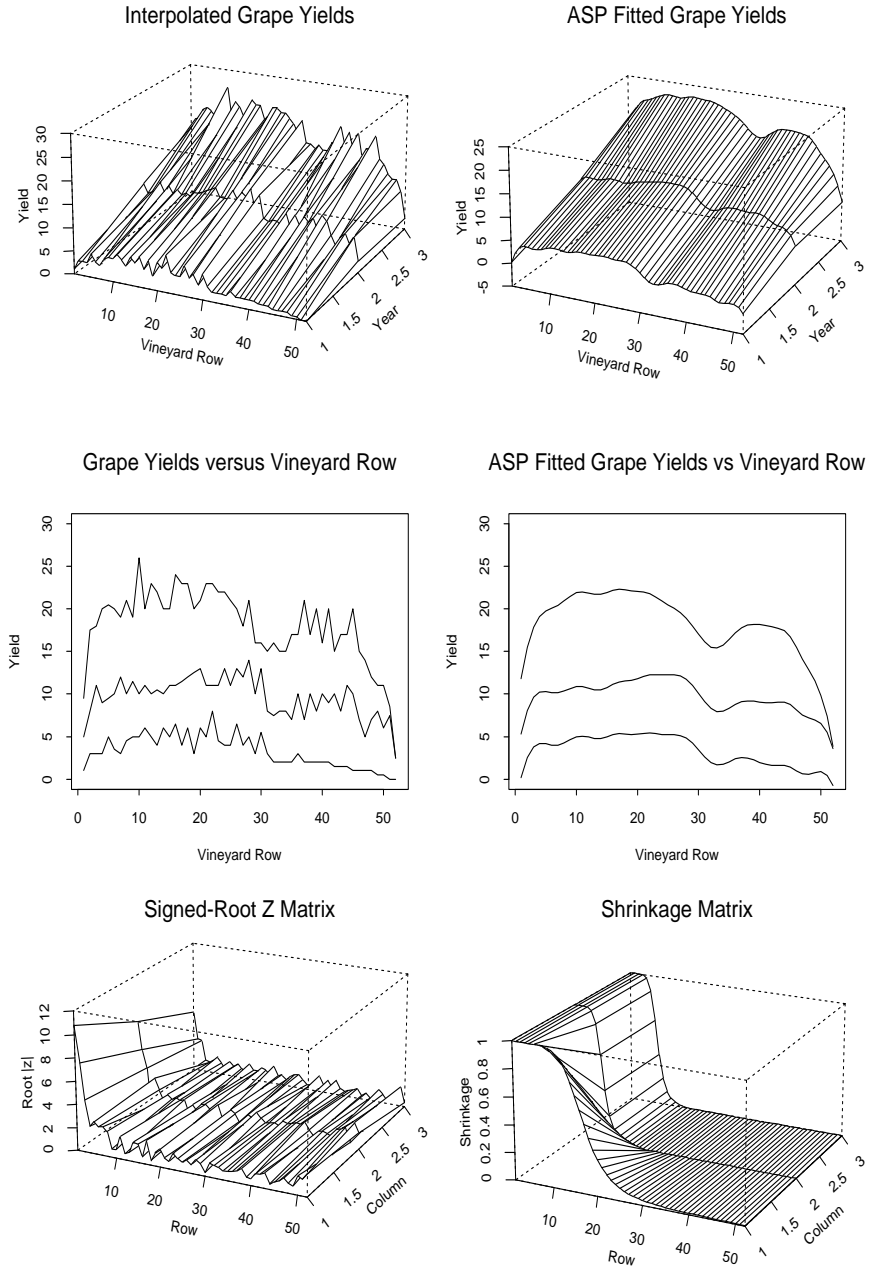 Interpolated Grape Yields
ASP Fitted Grape Yields
Yield
0 5 10 15 20 25 30
10 20 30 40 50
Vineyard Row
1 1.5 2 2.5 3
Year
Yield
-5 0 5 10 15 20 25
10 20 30 40 50
Vineyard Row
1 1.5 2 2.5 3
Year
Grape Yields versus Vineyard Row
ASP Fitted Grape Yields vs Vineyard Row
Yield
0 5 10 15 20 25 30
0 10 20 30 40 50
Vineyard Row
Yield
0 5 10 15 20 25 30
0 10 20 30 40 50
Vineyard Row
Signed-Root Z Matrix
Shrinkage Matrix
Root |z|
0 2 4 6 8 10 12
10 20 30 40 50
Row
1 1.5 2 2.5 3
Column
Shrinkage
0 0.2 0.4 0.6 0.8 1
10 20 30 40 50
Row
1 1.5 2 2.5 3
Column